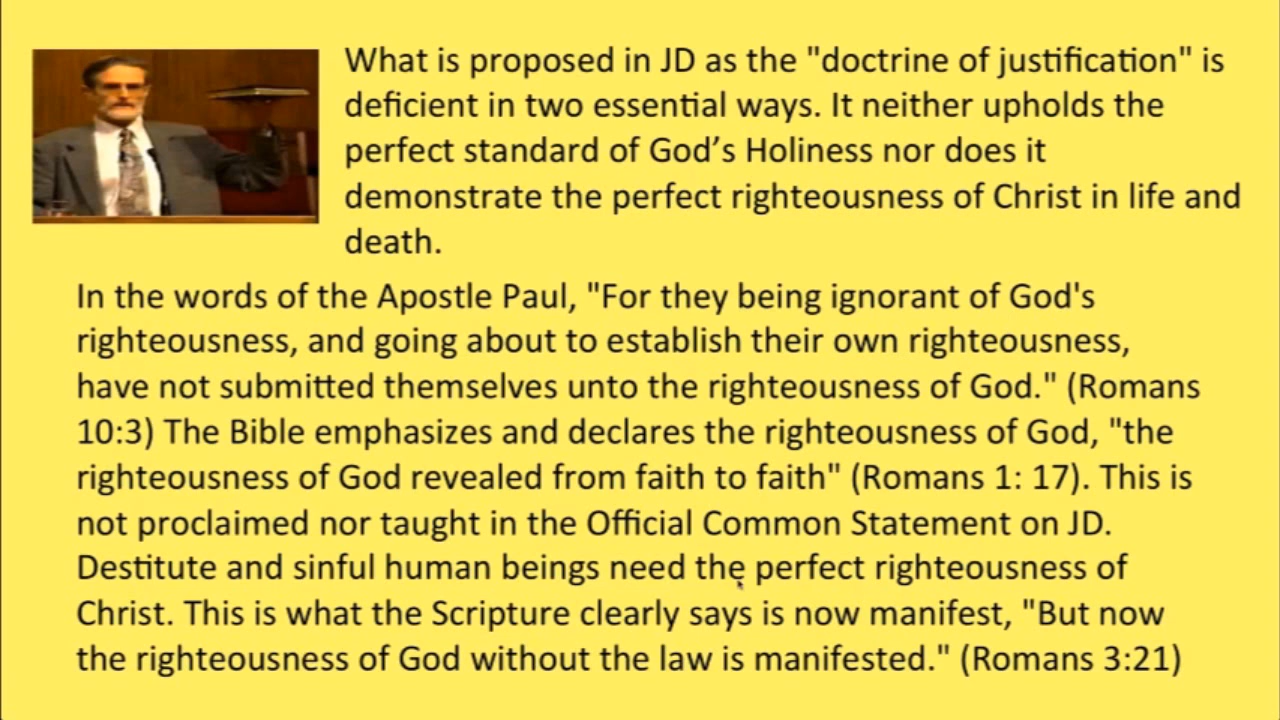 What is proposed in JD as the "doctrine of justification" is
deficient in two essential ways. It neither upholds the
perfect standard of God’s Holiness nor does it
demonstrate the perfect righteousness of Christ in life and
death.
In the words of the Apostle Paul, "For they being ignorant of God's
righteousness, and going about to establish their own righteousness,
have not submitted themselves unto the righteousness of God." (Romans
10:3) The Bible emphasizes and declares the righteousness of God, "the
righteousness of God revealed from faith to faith" (Romans 1: 17). This is
not proclaimed nor taught in the Official Common Statement on JD.
Destitute and sinful human beings need the perfect righteousness of
Christ. This is what the Scripture clearly says is now manifest, "But now
the righteousness of God without the law is manifested." (Romans 3:21)